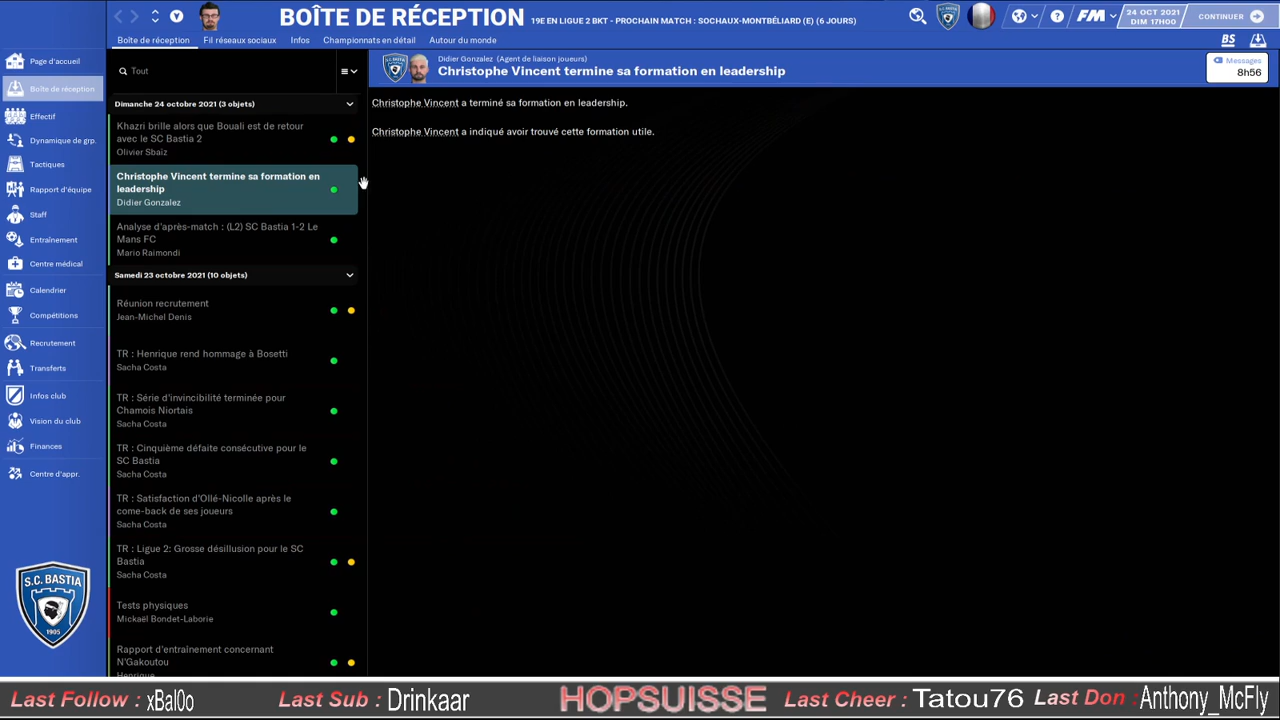 BOÎTE DE RÉCEPTION
19E EN LIGUE 2 BKT - PROCHAIN MATCH : SOCHAUX-MONTBÉLIARD (E) (6 JOURS)
FM
24 OCT 2021
DIM 17H00
CONTINUER
Boîte de réception
Fil réseaux sociaux
Infos
Championnats en détail
Autour du monde
BS
Page d'accueil
Boîte de réception
Effectif
Dynamique de grp.
Tactiques
Rapport d'équipe
Staff
Entraînement
Centre médical
Calendrier
Compétitions
Recrutement
Transferts
Infos club
Vision du club
Finances
Centre d'appr.
S.C. BASTIA
1905
Tout
Dimanche 24 octobre 2021 (3 objets)
Khazri brille alors que Bouali est de retour
avec le SC Bastia 2
Olivier Sbaiz
Christophe Vincent termine sa formation en
leadership
Didier Gonzalez
Analyse d'après-match : (L2) SC Bastia 1-2 Le
Mans FC
Mario Raimondi
Samedi 23 octobre 2021 (10 objets)
Réunion recrutement
Jean-Michel Denis
TR : Henrique rend hommage à Bosetti
Sacha Costa
TR : Série d'invincibilité terminée pour
Chamois Niortais
Sacha Costa
TR : Cinquième défaite consécutive pour le
SC Bastia
Sacha Costa
TR : Satisfaction d'Ollé-Nicolle après le
come-back de ses joueurs
Sacha Costa
TR : Ligue 2: Grosse désillusion pour le SC
Bastia
Sacha Costa
Tests physiques
Mickaël Bondet-Laborie
Rapport d'entraînement concernant
N'Gakoutou
Henrique
Didier Gonzalez (Agent de liaison joueurs)
Christophe Vincent termine sa formation en leadership
Messages
8h56
Christophe Vincent a terminé sa formation en leadership.
Christophe Vincent a indiqué avoir trouvé cette formation utile.
Last Follow : xBal0o
Last Sub : Drinkaar
HOPSUISSE
Last Cheer : Tatou76
Last Don : Anthony_McFly